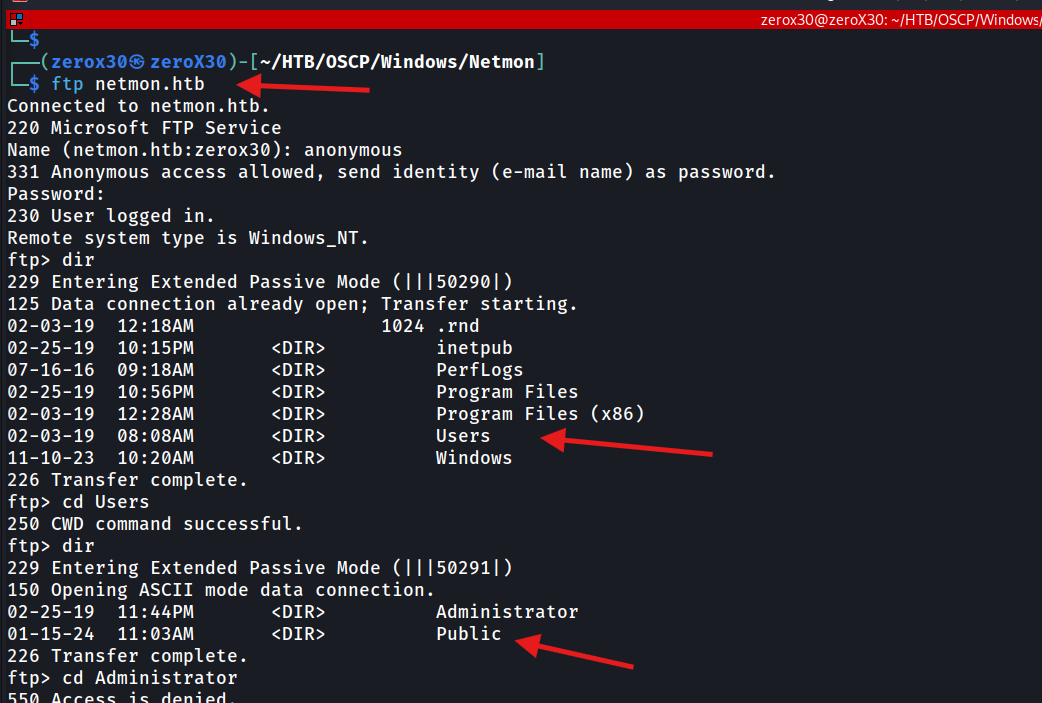 zerox30@zeroX30: ~/HTB/OSCP/Windows/
└─$
┌──(zerox30㉿zeroX30)-[~/HTB/OSCP/Windows/Netmon]
└─$ ftp netmon.htb
Connected to netmon.htb.
220 Microsoft FTP Service
Name (netmon.htb:zerox30): anonymous
331 Anonymous access allowed, send identity (e-mail name) as password.
Password:
230 User logged in.
Remote system type is Windows_NT.
ftp> dir
229 Entering Extended Passive Mode (|||50290|)
125 Data connection already open; Transfer starting.
02-03-19  12:18AM                 1024 .rnd
02-25-19  10:15PM       <DIR>          inetpub
07-16-16  09:18AM       <DIR>          PerfLogs
02-25-19  10:56PM       <DIR>          Program Files
02-03-19  12:28AM       <DIR>          Program Files (x86)
02-03-19  08:08AM       <DIR>          Users
11-10-23  10:20AM       <DIR>          Windows
226 Transfer complete.
ftp> cd Users
250 CWD command successful.
ftp> dir
229 Entering Extended Passive Mode (|||50291|)
150 Opening ASCII mode data connection.
02-25-19  11:44PM       <DIR>          Administrator
01-15-24  11:03AM       <DIR>          Public
226 Transfer complete.
ftp> cd Administrator
550 Access is denied.